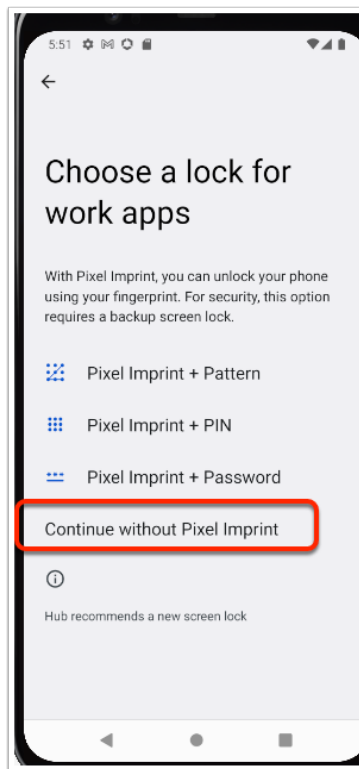 5:51
Choose a lock for
work apps
With Pixel Imprint, you can unlock your phone
using your fingerprint. For security, this option
requires a backup screen lock.
Pixel Imprint + Pattern
Pixel Imprint + PIN
Pixel Imprint + Password
Continue without Pixel Imprint
Hub recommends a new screen lock